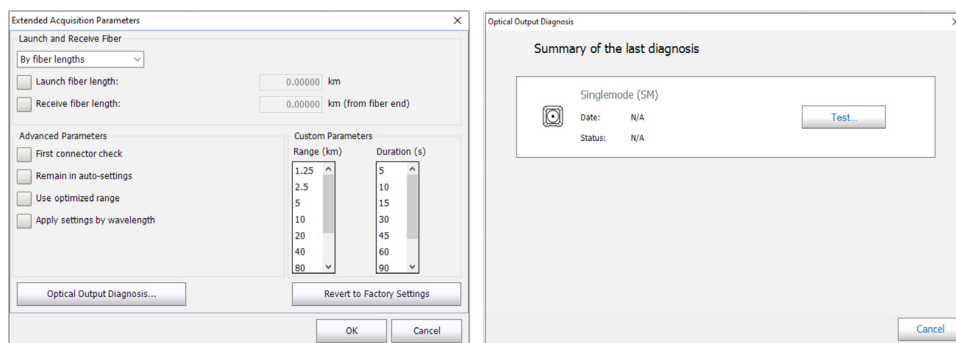 Extended Acquisition Parameters
Launch and Receive Fiber
By fiber lengths
Launch fiber length: 0.00000 km
Receive fiber length: 0.00000 km (from fiber end)
Advanced Parameters
First connector check
Remain in auto-settings
Use optimized range
Apply settings by wavelength
Custom Parameters
Range (km) Duration (s)
1.25 5
2.5 10
5 15
10 30
20 45
40 60
80 90
Optical Output Diagnosis... Revert to Factory Settings
OK Cancel
Optical Output Diagnosis
Summary of the last diagnosis
Singlemode (SM)
Date: N/A
Status: N/A
Test...
Cancel